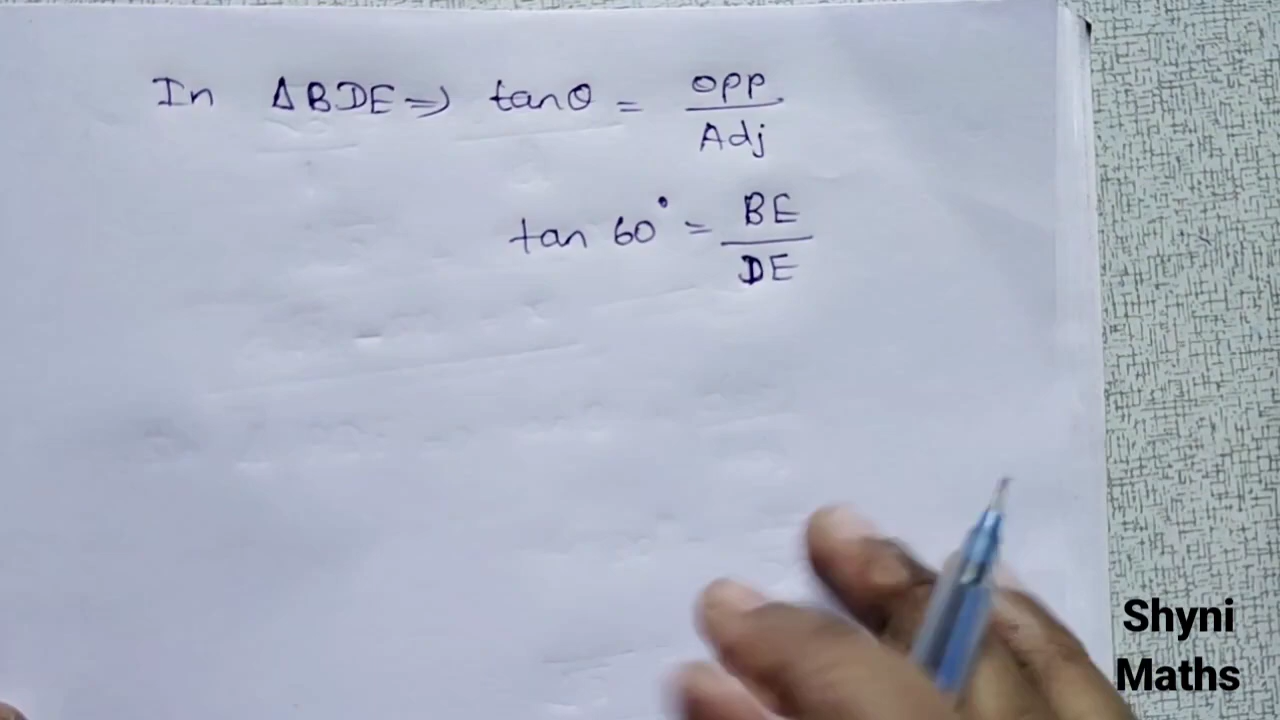 In ΔBDE ⇒ tanθ = opp/Adj
tan 60° = BE/DE
Shyni
Maths